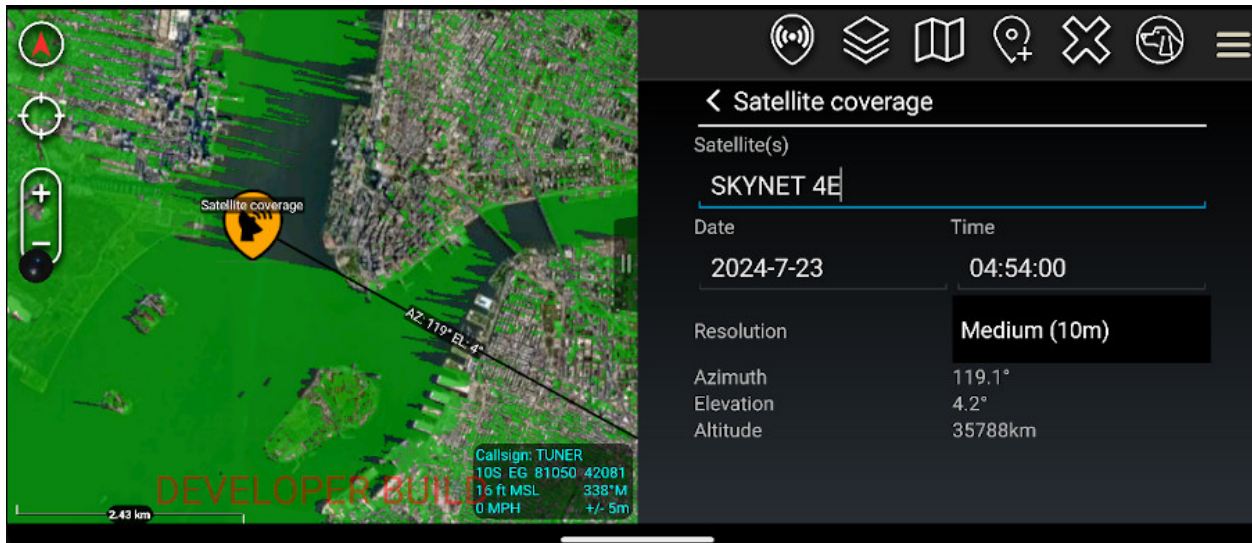 Satellite coverage
AZ: 119° EL: 4°
Callsign: TUNER
10S EG 81050 42081
16 ft MSL 338°M
0 MPH +/- 5m
DEVELOPER BUILD
2.43 km
Satellite coverage
Satellite(s)
SKYNET 4E
Date Time
2024-7-23 04:54:00
Resolution Medium (10m)
Azimuth 119.1°
Elevation 4.2°
Altitude 35788km